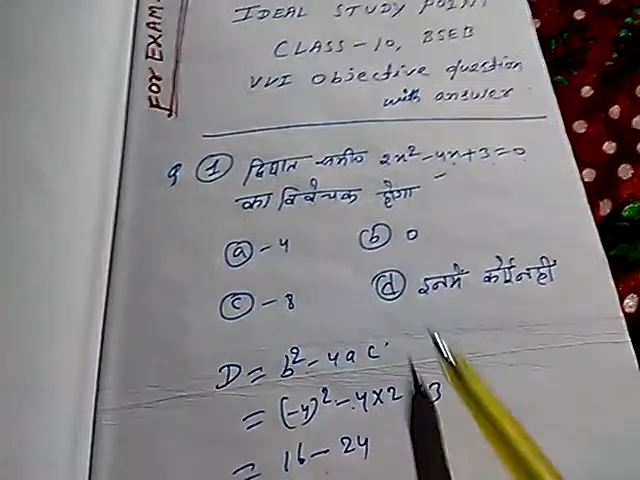 FOR EXAM
IDEAL STUDY POINT
CLASS-10, BSEB
VVI Objective question
with answer
Q ① द्विघात समी० 2x²-4x+3=0
का विवेचक होगा
ⓐ -4 ⓑ 0
ⓒ -8 ⓓ इनमें कोई नहीं
D = b²-4ac
= (-4)²-4×2 3
= 16-24